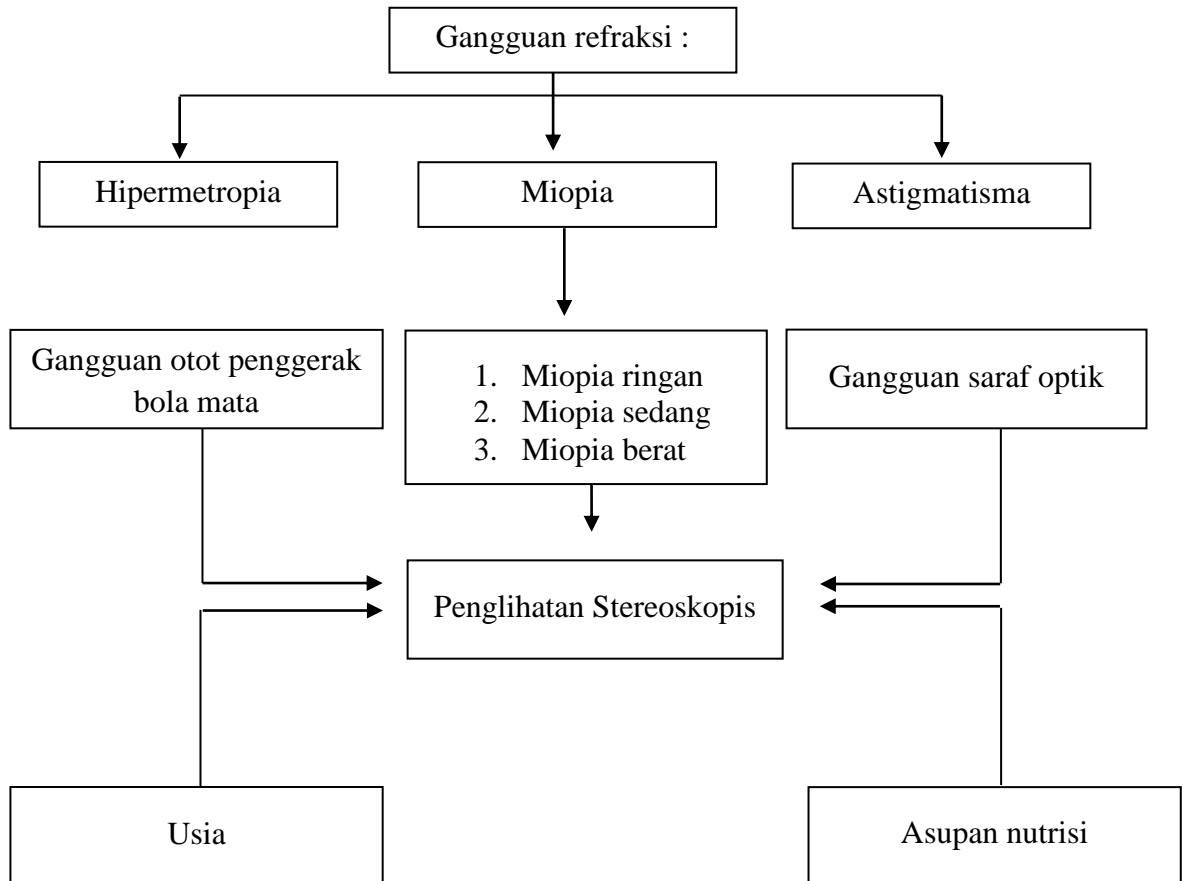 Gangguan refraksi :
Hipermetropia
Miopia
Astigmatisma
Gangguan otot penggerak
bola mata
1. Miopia ringan
2. Miopia sedang
3. Miopia berat
Gangguan saraf optik
Penglihatan Stereoskopis
Usia
Asupan nutrisi